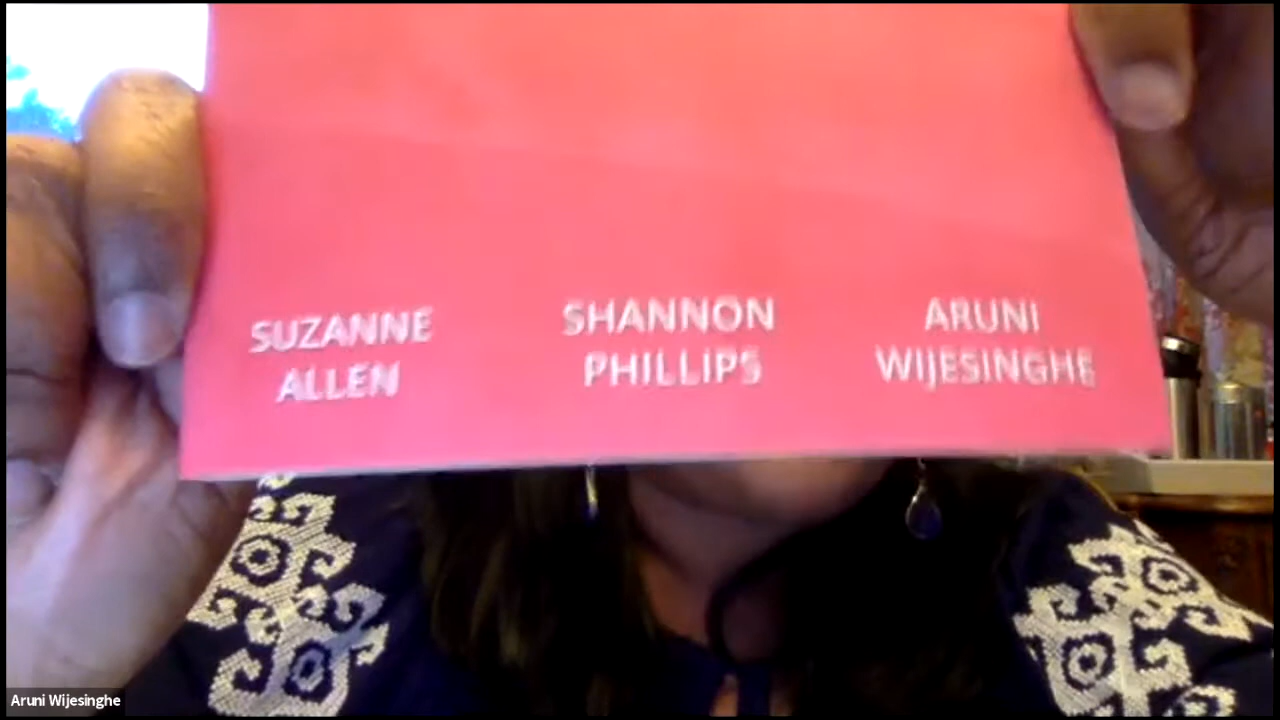 SUZANNE
ALLEN
SHANNON
PHILLIPS
ARUNI
WIJESINGHE
Aruni Wijesinghe